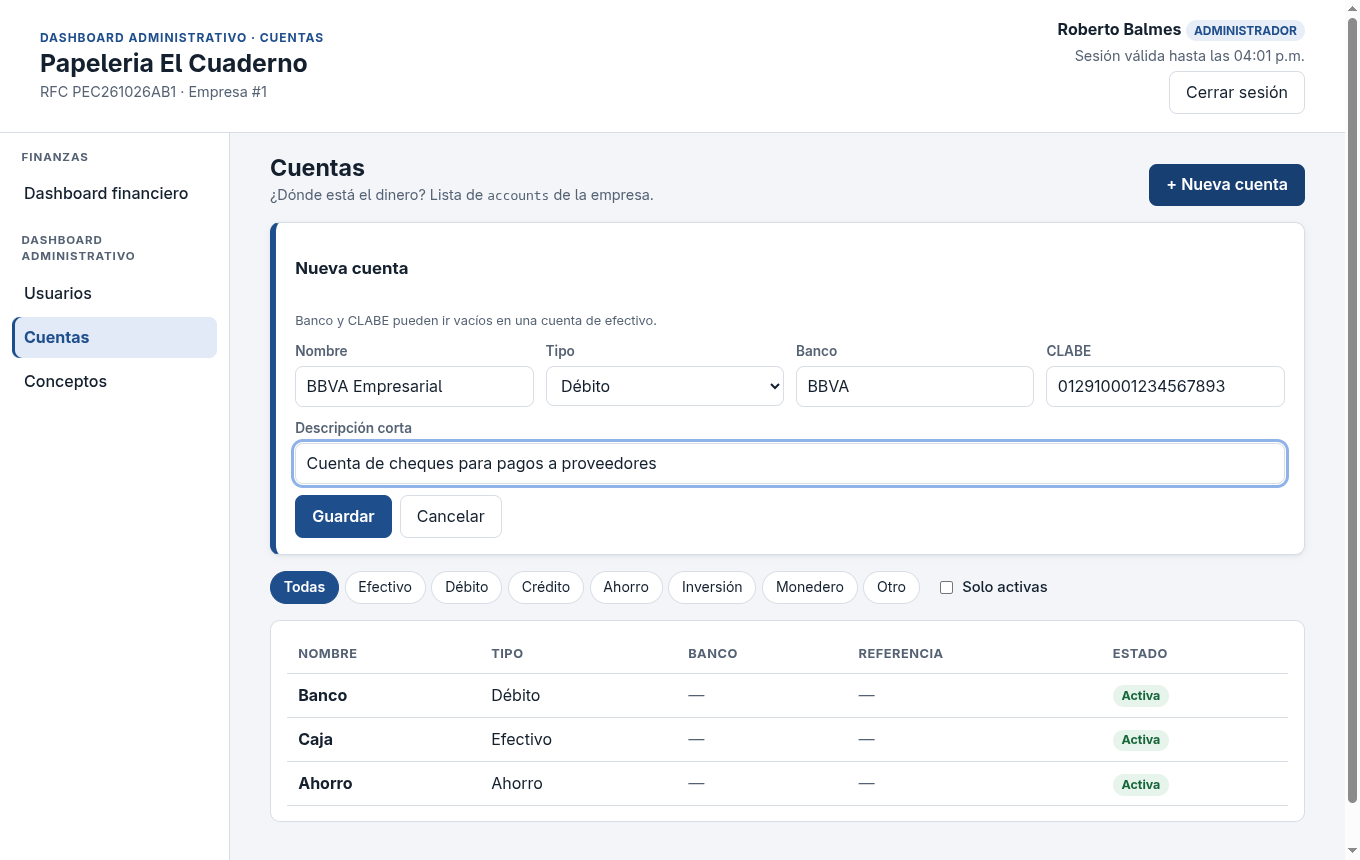 DASHBOARD ADMINISTRATIVO · CUENTAS
Papeleria El Cuaderno
RFC PEC261026AB1 · Empresa #1
Roberto Balmes ADMINISTRADOR
Sesión válida hasta las 04:01 p.m.
Cerrar sesión
FINANZAS
Dashboard financiero
DASHBOARD
ADMINISTRATIVO
Usuarios
Cuentas
Conceptos
Cuentas
¿Dónde está el dinero? Lista de accounts de la empresa.
+ Nueva cuenta
Nueva cuenta
Banco y CLABE pueden ir vacíos en una cuenta de efectivo.
Nombre Tipo Banco CLABE
BBVA Empresarial Débito BBVA 012910001234567893
Descripción corta
Cuenta de cheques para pagos a proveedores
Guardar Cancelar
Todas Efectivo Débito Crédito Ahorro Inversión Monedero Otro Solo activas
NOMBRE TIPO BANCO REFERENCIA ESTADO
Banco Débito — — Activa
Caja Efectivo — — Activa
Ahorro Ahorro — — Activa